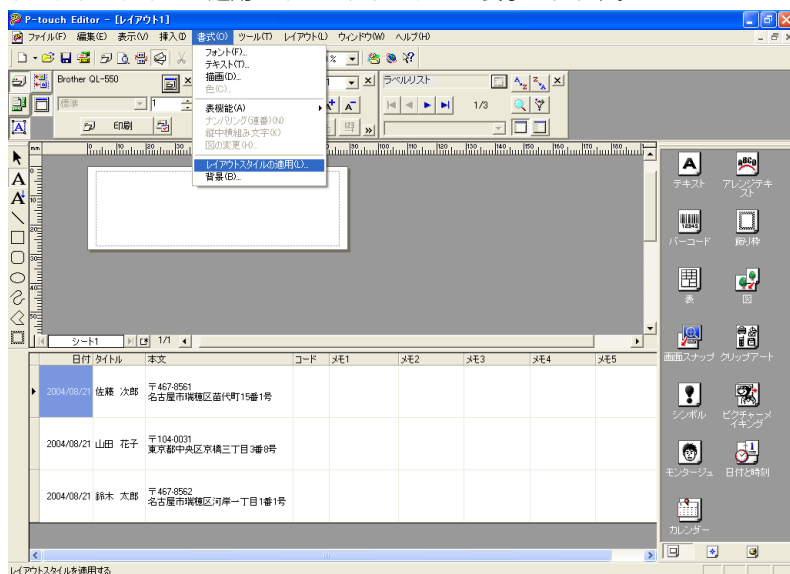 P-touch Editor - [レイアウト1]
ファイル(F) 編集(E) 表示(V) 挿入(I) 書式(O) ツール(T) レイアウト(L) ウィンドウ(W) ヘルプ(H)
フォント(F)...
テキスト(T)...
描画(D)...
色(C)...
表機能(A)
ナンバリング(連番)(N)
縦中横組み文字(K)
図の変更(H)...
レイアウトスタイルの適用(L)...
背景(B)...
Brother QL-550
標準
1
印刷
ラベルリスト
1/3
mm
シート1
1/1
日付 タイトル 本文 コード メモ1 メモ2 メモ3 メモ4 メモ5
2004/08/21 佐藤 次郎 〒467-8561
名古屋市瑞穂区苗代町15番1号
2004/08/21 山田 花子 〒104-0031
東京都中央区京橋三丁目3番8号
2004/08/21 鈴木 太郎 〒467-8562
名古屋市瑞穂区河岸一丁目1番1号
テキスト
アレンジテキスト
バーコード
飾り枠
表
図
画面スナップ
クリップアート
シンボル
ピクチャーメイキング
モンタージュ
日付と時刻
カレンダー
レイアウトスタイルを適用する